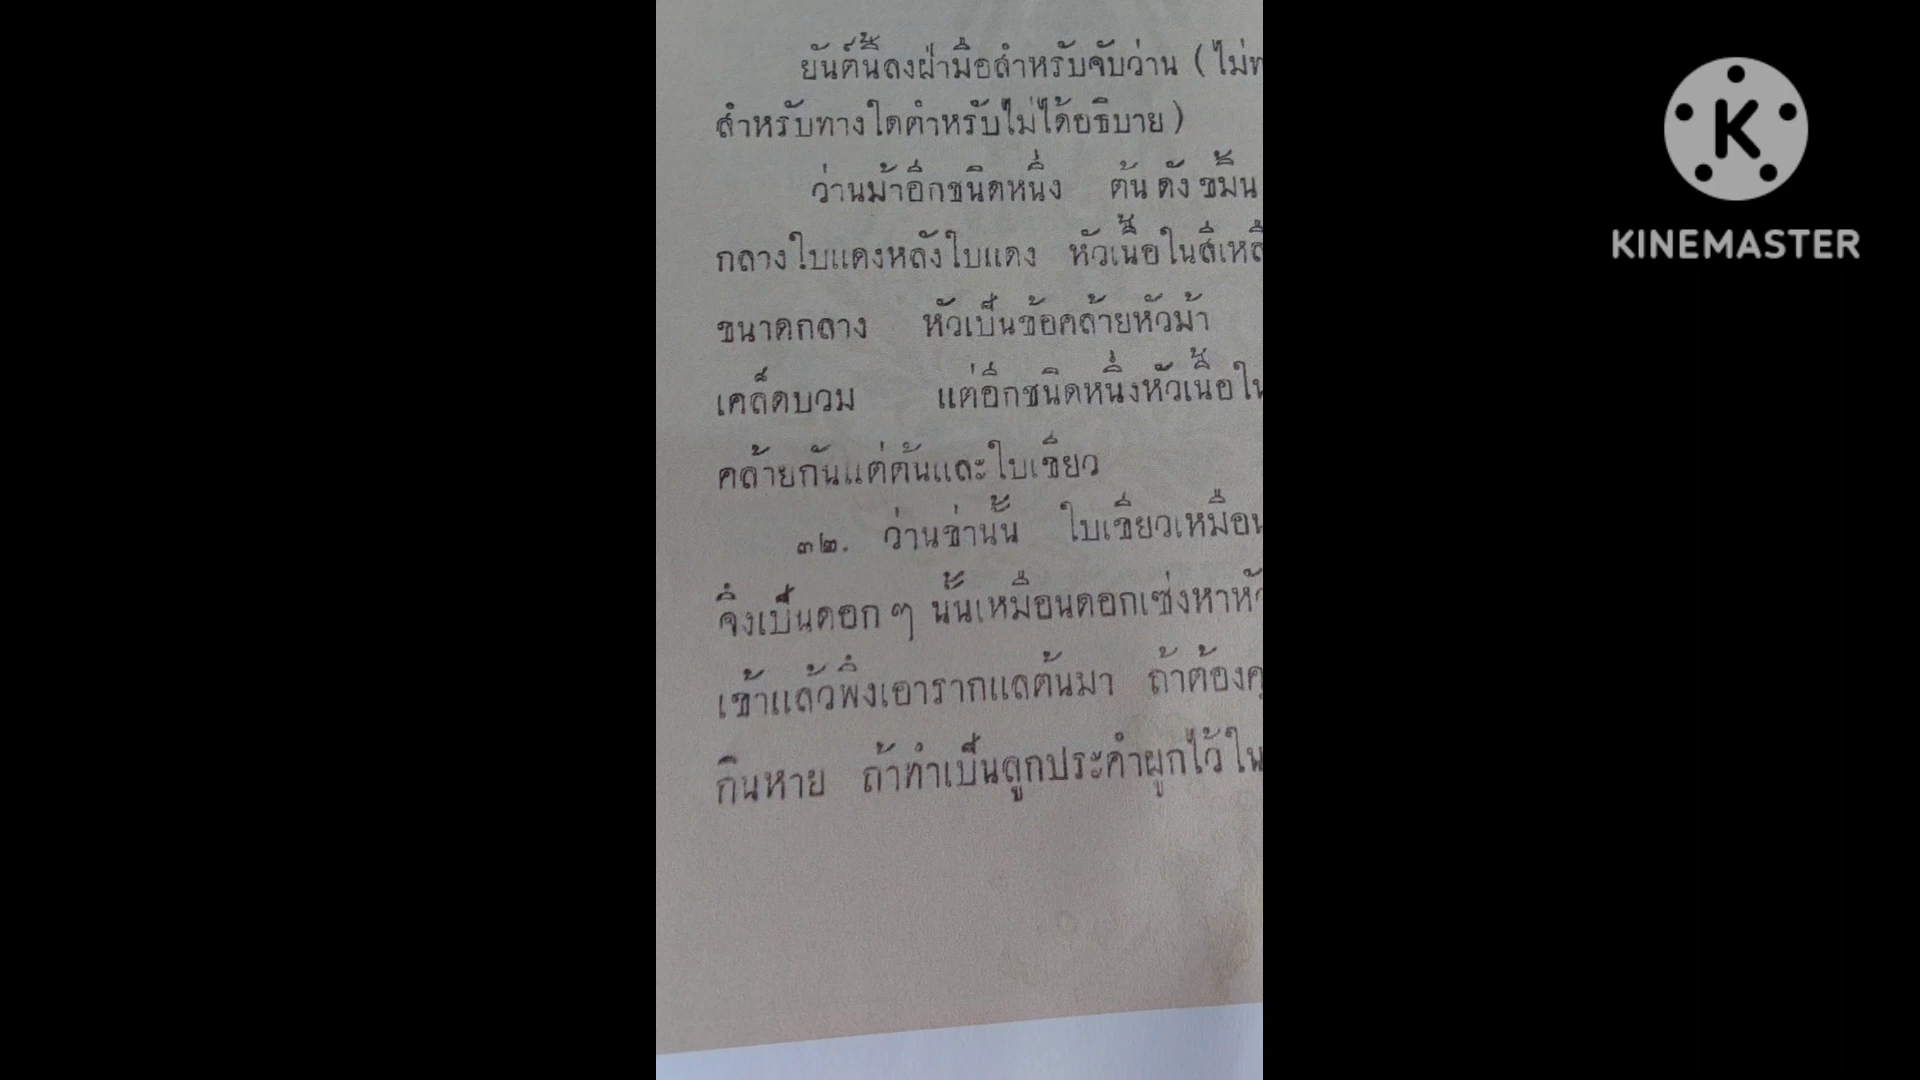 ยันต์นี้ลงฝ่ามือสำหรับจับว่าน (ไม่
สำหรับทางใดตำหรับไม่ได้อธิบาย)
ว่านม้าอีกชนิดหนึ่ง ต้นดังขมิ้น
กลางใบแดงหลังใบแดง หัวเนื้อในสี
ขนาดกลาง หัวเป็นข้อคล้ายหัวม้า
เคล็ดบวม แต่อีกชนิดหนึ่งหัวเนื้อใน
คล้ายกันแต่ต้นและใบเขียว
๓๒. ว่านข่านั้น ใบเขียวเหมือน
จึงเป็นดอกๆ นั้นเหมือนดอกเช่งหาหัว
เข้าแล้วพึงเอารากแลต้นมา ถ้าต้อง
กินหาย ถ้าทำเป็นลูกประคำผูกไว้ใน
KINEMASTER